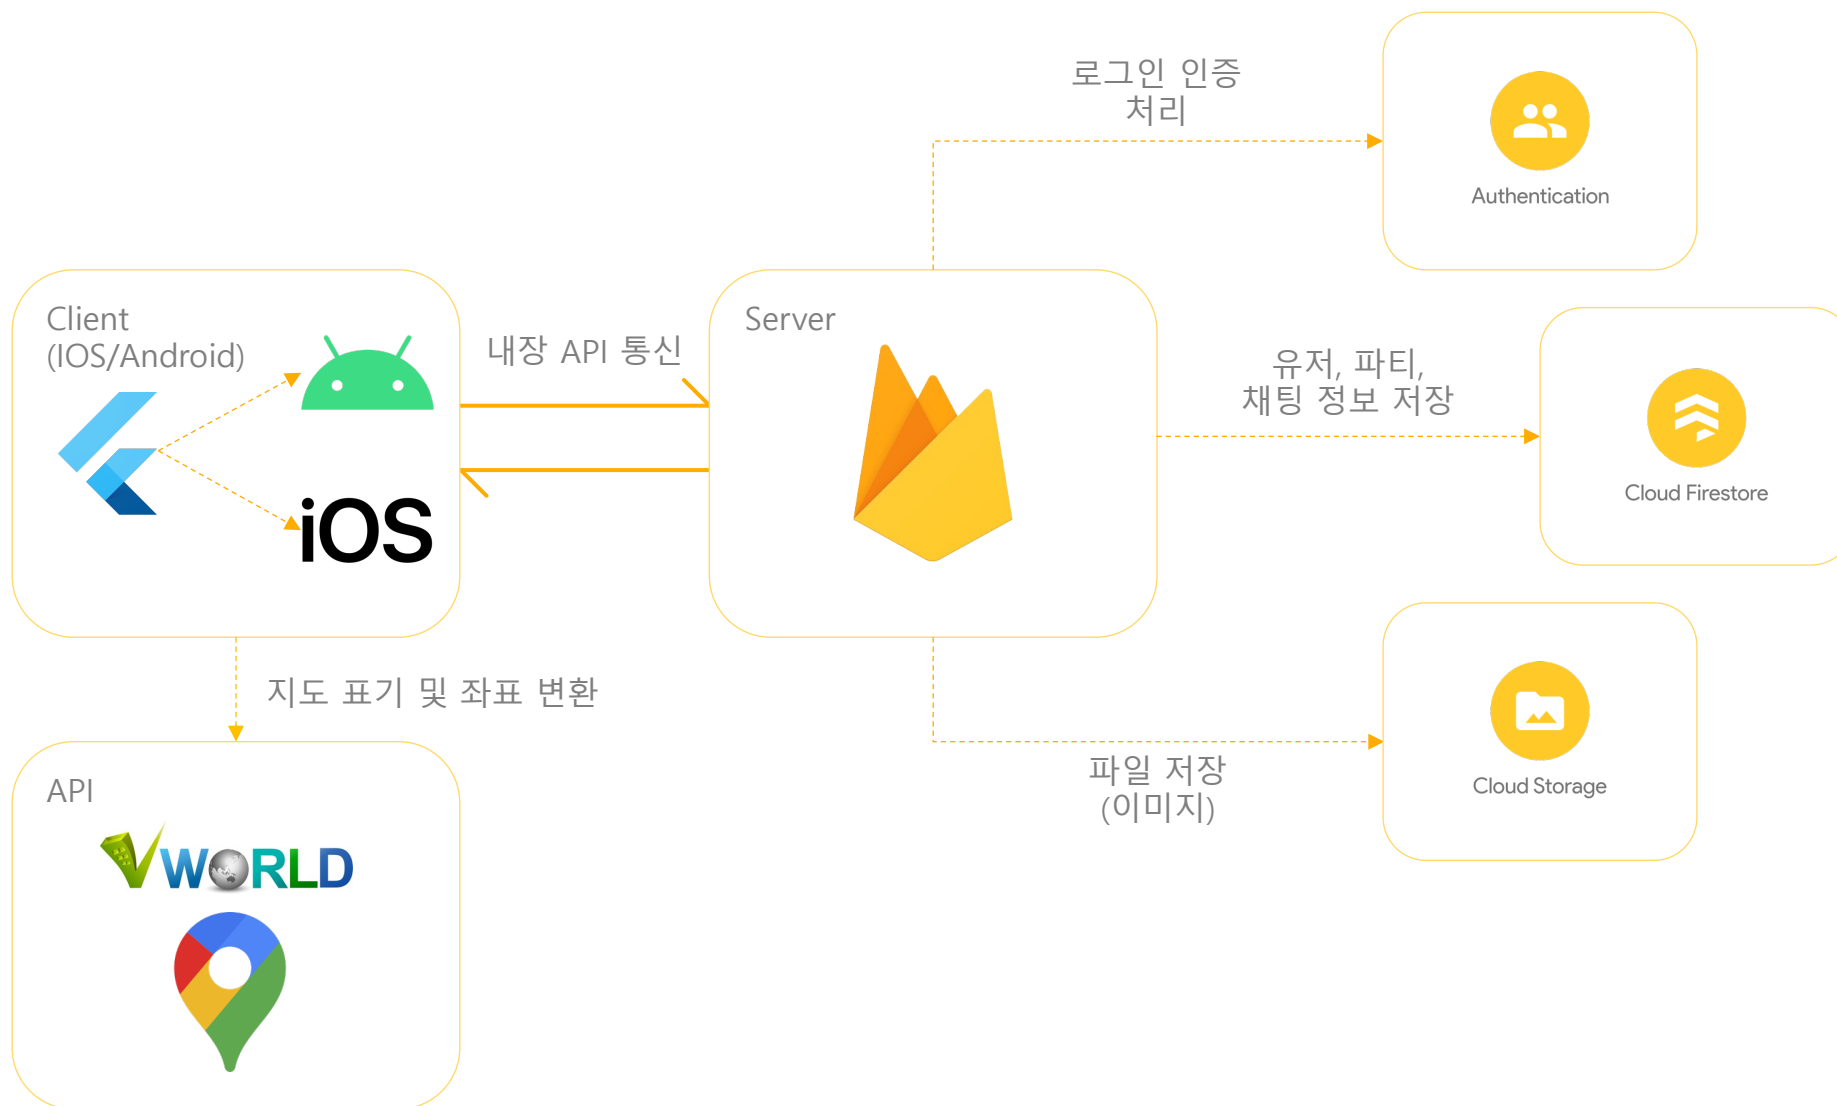 로그인 인증
처리
Authentication
Client
(IOS/Android)
iOS
내장 API 통신
Server
유저, 파티,
채팅 정보 저장
Cloud Firestore
지도 표기 및 좌표 변환
파일 저장
(이미지)
Cloud Storage
API
VWORLD